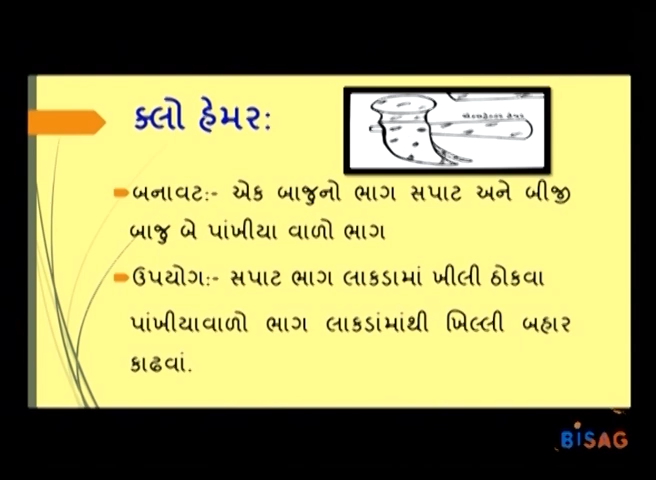 ક્લો હેમર:
બનાવટ:- એક બાજુનો ભાગ સપાટ અને બીજી
બાજુ બે પાંખીયા વાળો ભાગ
ઉપયોગ:- સપાટ ભાગ લાકડામાં ખીલી ઠોકવા
પાંખીયાવાળો ભાગ લાકડાંમાંથી ખિલ્લી બહાર
કાઢવાં.
BISAG